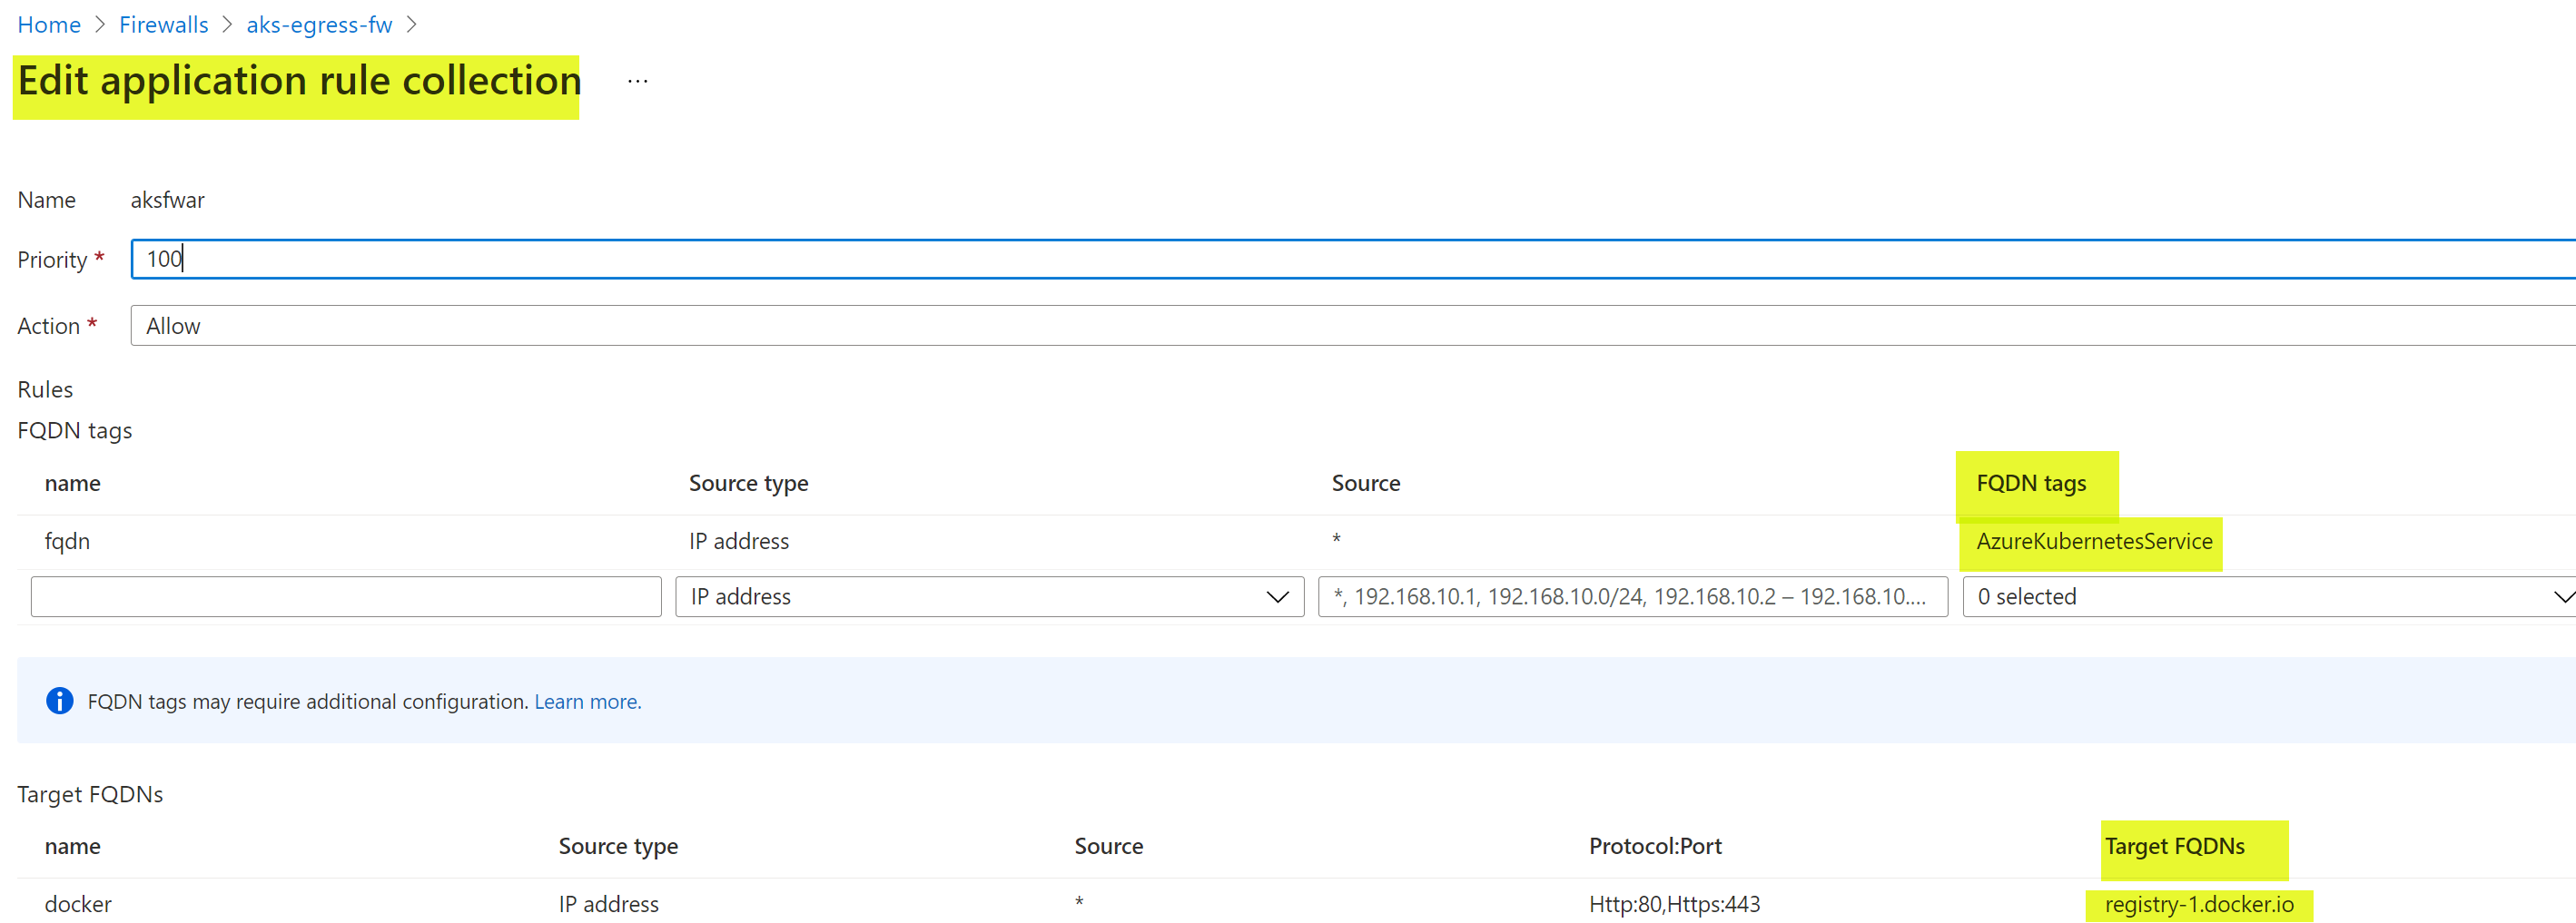 Home > Firewalls > aks-egress-fw >
Edit application rule collection ...
Name aksfwar
Priority * 100
Action * Allow
Rules
FQDN tags
name Source type Source FQDN tags
fqdn IP address * AzureKubernetesService
IP address *, 192.168.10.1, 192.168.10.0/24, 192.168.10.2 – 192.168.10.... 0 selected
FQDN tags may require additional configuration. Learn more.
Target FQDNs
name Source type Source Protocol:Port Target FQDNs
docker IP address * Http:80,Https:443 registry-1.docker.io